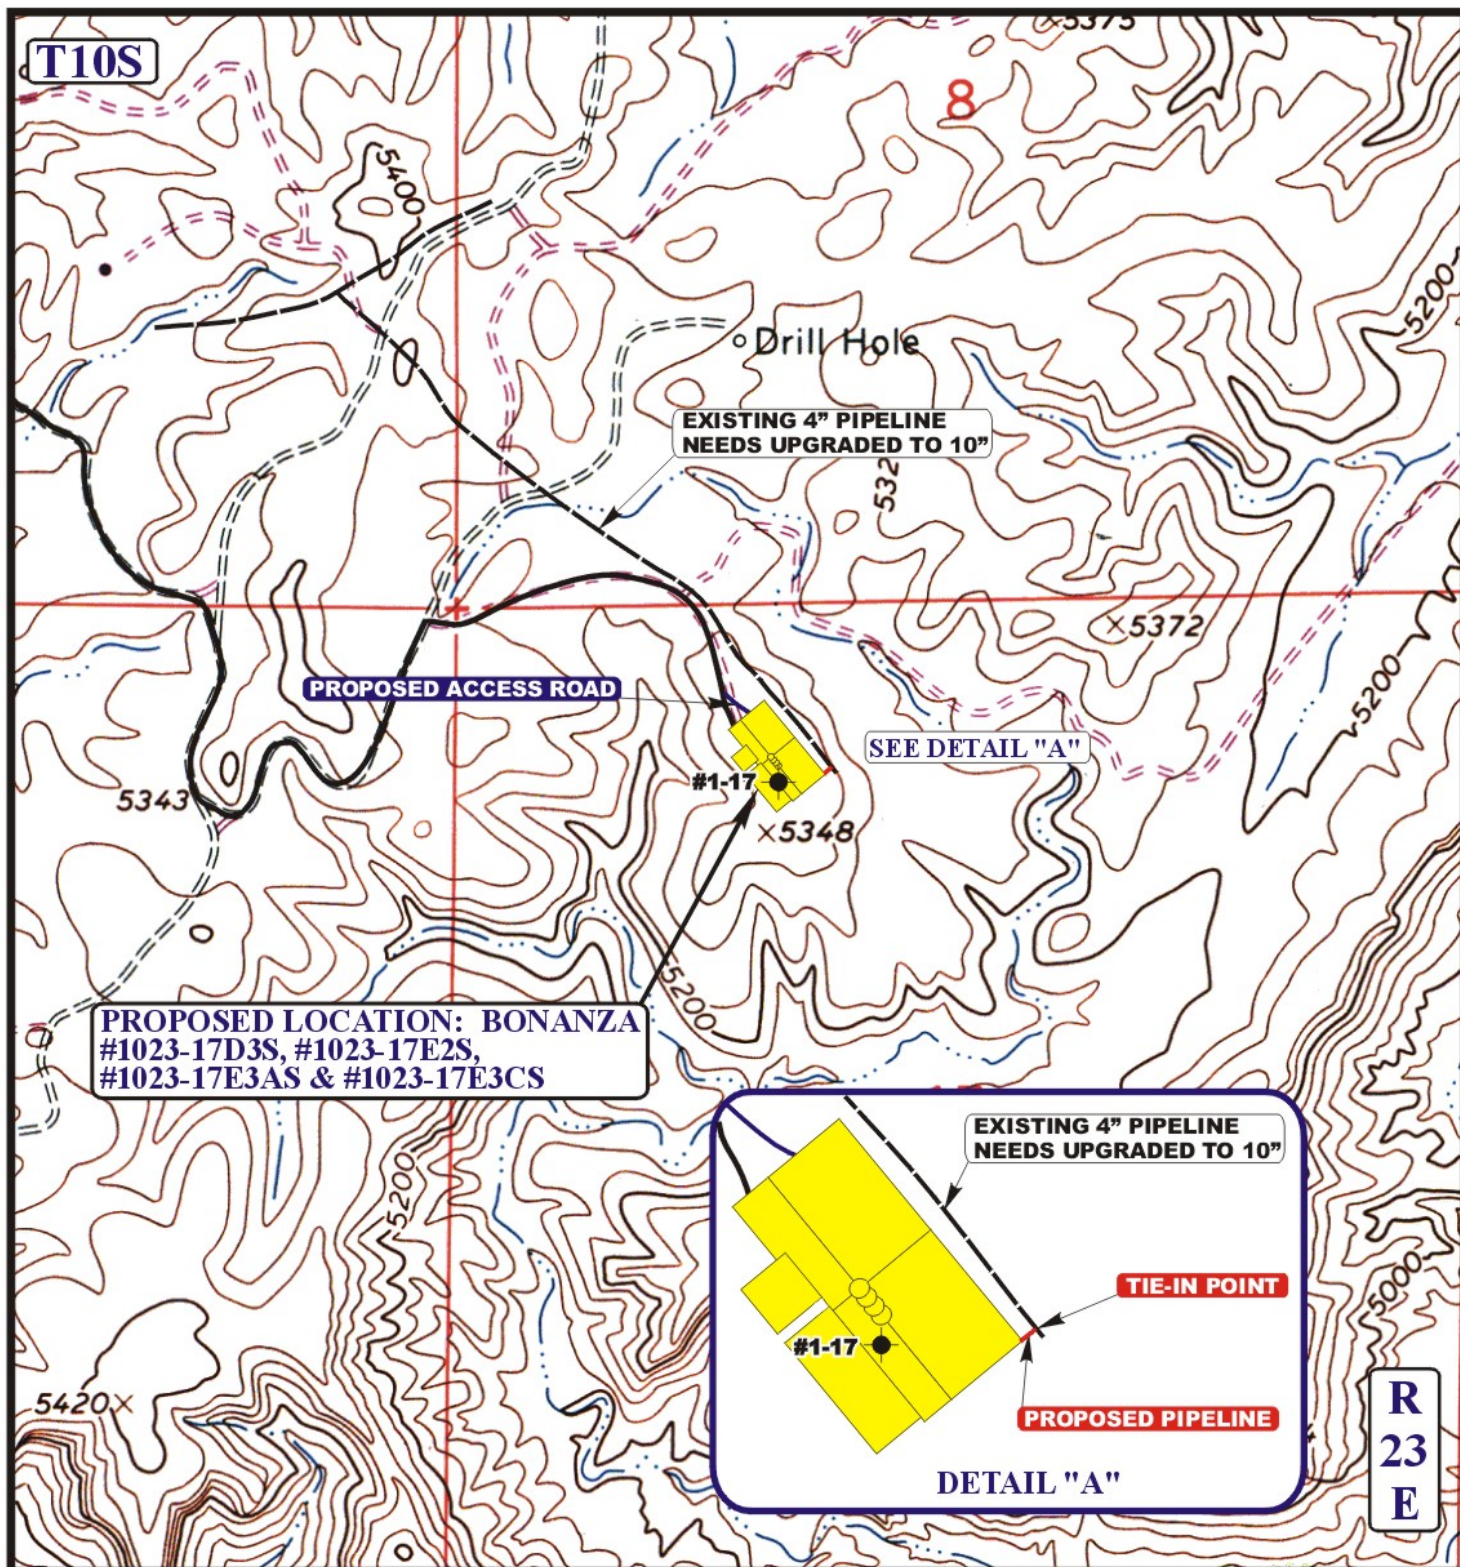 5375
T10S
8
5400
5200
Drill Hole
EXISTING 4” PIPELINE
NEEDS UPGRADED TO 10”
532
5372
PROPOSED ACCESS ROAD
5200
SEE DETAIL "A"
#1-17
5343
5348
5200
PROPOSED LOCATION: BONANZA
#1023-17D3S, #1023-17E2S,
#1023-17E3AS & #1023-17E3CS
EXISTING 4” PIPELINE
NEEDS UPGRADED TO 10”
5200
5000
TIE-IN POINT
#1-17
5420
PROPOSED PIPELINE
R
23
E
DETAIL "A"